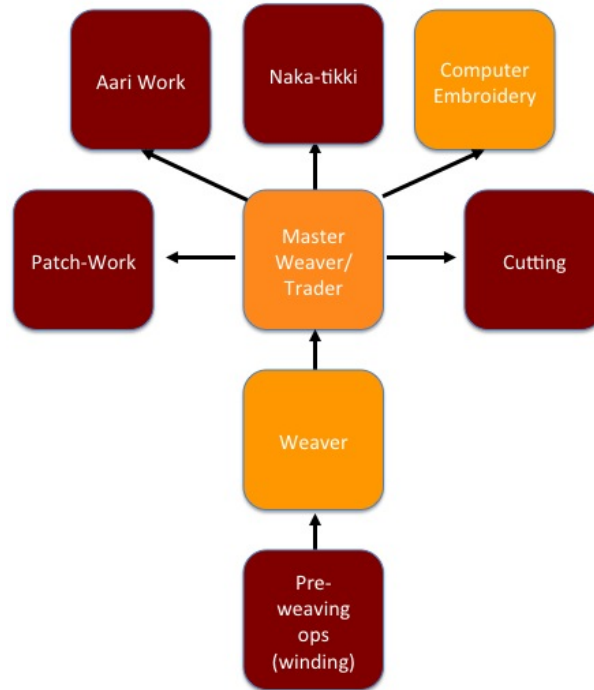 Aari Work
Naka-tikki
Computer
Embroidery
Patch-Work
Master
Weaver/
Trader
Cutting
Weaver
Pre-
weaving
ops
(winding)